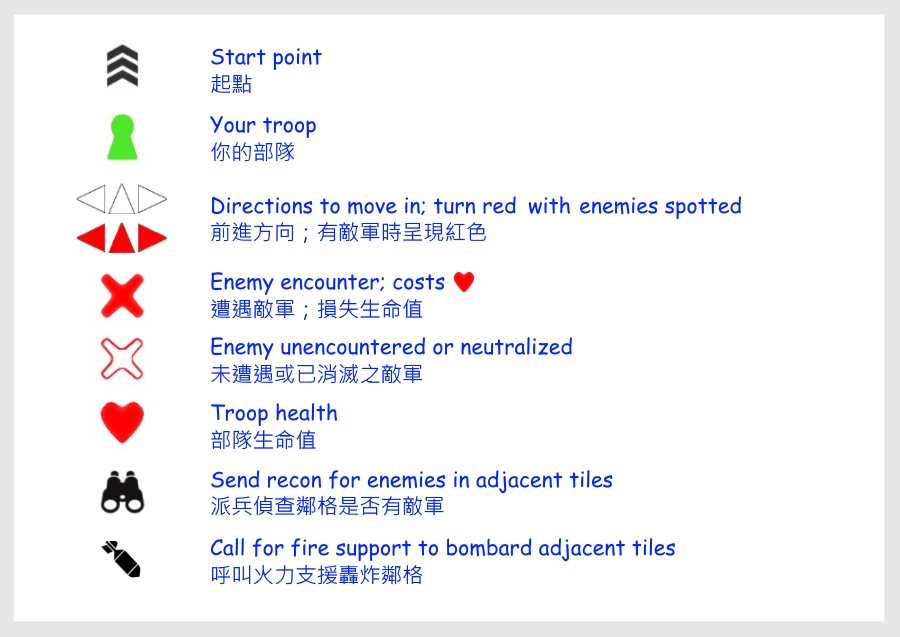 Start point
起點
Your troop
你的部隊
Directions to move in; turn red with enemies spotted
前進方向；有敵軍時呈現紅色
Enemy encounter; costs
遭遇敵軍；損失生命值
Enemy unencountered or neutralized
未遭遇或已消滅之敵軍
Troop health
部隊生命值
Send recon for enemies in adjacent tiles
派兵偵查鄰格是否有敵軍
Call for fire support to bombard adjacent tiles
呼叫火力支援轟炸鄰格